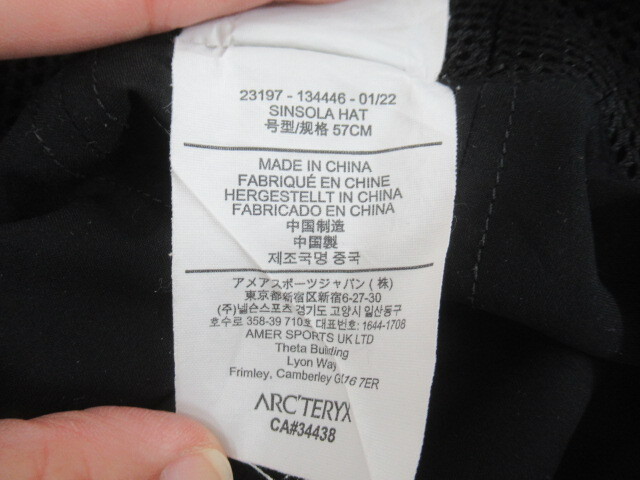 23197 - 134446 - 01/22
SINSOLA HAT
号型/规格 57CM
MADE IN CHINA
FABRIQUÉ EN CHINE
HERGESTELLT IN CHINA
FABRICADO EN CHINA
中国制造
中国製
제조국명 중국
アメアスポーツジャパン (株)
東京都新宿区新宿6-27-30
(주)넬슨스포츠 경기도 고양시 일산동구
호수로 358-39 710호 대표번호: 1644-1708
AMER SPORTS UK LTD
Theta Building
Lyon Way
Frimley, Camberley GU16 7ER
ARC'TERYX
CA#34438